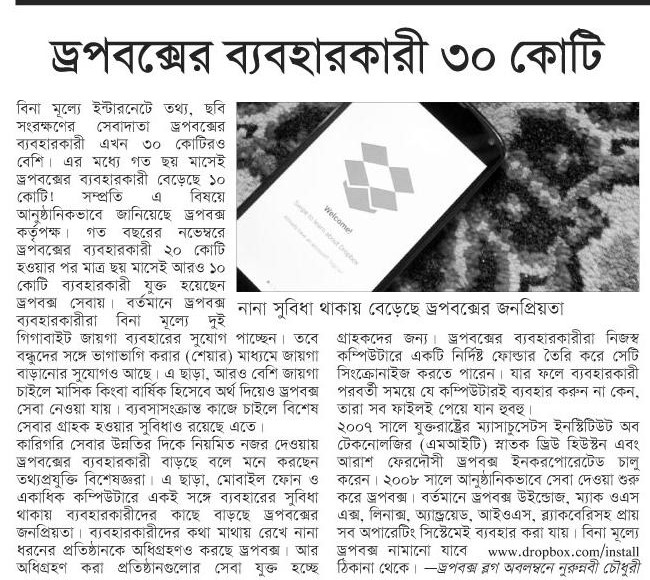 ড্রপবক্সের ব্যবহারকারী ৩০ কোটি
বিনা মূল্যে ইন্টারনেটে তথ্য, ছবি
সংরক্ষণের সেবাদাতা ড্রপবক্সের
ব্যবহারকারী এখন ৩০ কোটিরও
বেশি। এর মধ্যে গত ছয় মাসেই
ড্রপবক্সের ব্যবহারকারী বেড়েছে ১০
কোটি! সম্প্রতি এ বিষয়ে
আনুষ্ঠানিকভাবে জানিয়েছে ড্রপবক্স
কর্তৃপক্ষ। গত বছরের নভেম্বরে
ড্রপবক্সের ব্যবহারকারী ২০ কোটি
হওয়ার পর মাত্র ছয় মাসেই আরও ১০
কোটি ব্যবহারকারী যুক্ত হয়েছেন
ড্রপবক্স সেবায়। বর্তমানে ড্রপবক্স
ব্যবহারকারীরা বিনা মূল্যে দুই
গিগাবাইট জায়গা ব্যবহারের সুযোগ পাচ্ছেন। তবে
বন্ধুদের সঙ্গে ভাগাভাগি করার (শেয়ার) মাধ্যমে জায়গা
বাড়ানোর সুযোগও আছে। এ ছাড়া, আরও বেশি জায়গা
চাইলে মাসিক কিংবা বার্ষিক হিসেবে অর্থ দিয়েও ড্রপবক্স
সেবা নেওয়া যায়। ব্যবসাসংক্রান্ত কাজে চাইলে বিশেষ
সেবার গ্রাহক হওয়ার সুবিধাও রয়েছে এতে।
কারিগরি সেবার উন্নতির দিকে নিয়মিত নজর দেওয়ায়
ড্রপবক্সের ব্যবহারকারী বাড়ছে বলে মনে করছেন
তথ্যপ্রযুক্তি বিশেষজ্ঞরা। এ ছাড়া, মোবাইল ফোন ও
একাধিক কম্পিউটারে একই সঙ্গে ব্যবহারের সুবিধা
থাকায় ব্যবহারকারীদের কাছে বাড়ছে ড্রপবক্সের
জনপ্রিয়তা। ব্যবহারকারীদের কথা মাথায় রেখে নানা
ধরনের প্রতিষ্ঠানকে অধিগ্রহণও করছে ড্রপবক্স। আর
অধিগ্রহণ করা প্রতিষ্ঠানগুলোর সেবা যুক্ত হচ্ছে
Welcome!
Swipe to learn about Dropbox
নানা সুবিধা থাকায় বেড়েছে ড্রপবক্সের জনপ্রিয়তা
গ্রাহকদের জন্য। ড্রপবক্সের ব্যবহারকারীরা নিজস্ব
কম্পিউটারে একটি নির্দিষ্ট ফোল্ডার তৈরি করে সেটি
সিংক্রোনাইজ করতে পারেন। যার ফলে ব্যবহারকারী
পরবর্তী সময়ে যে কম্পিউটারই ব্যবহার করুন না কেন,
তারা সব ফাইলই পেয়ে যান হুবহু।
২০০৭ সালে যুক্তরাষ্ট্রের ম্যাসাচুসেটস ইনস্টিটিউট অব
টেকনোলজির (এমআইটি) স্নাতক ড্রিউ হিউস্টন এবং
আরাশ ফেরদৌসী ড্রপবক্স ইনকরপোরেটেড চালু
করেন। ২০০৮ সালে আনুষ্ঠানিকভাবে সেবা দেওয়া শুরু
করে ড্রপবক্স। বর্তমানে ড্রপবক্স উইন্ডোজ, ম্যাক ওএস
এক্স, লিনাক্স, অ্যান্ড্রয়েড, আইওএস, ব্ল্যাকবেরিসহ প্রায়
সব অপারেটিং সিস্টেমেই ব্যবহার করা যায়। বিনা মূল্যে
ড্রপবক্স নামানো যাবে www.dropbox.com/install
ঠিকানা থেকে। —ড্রপবক্স ব্লগ অবলম্বনে নুরুন্নবী চৌধুরী